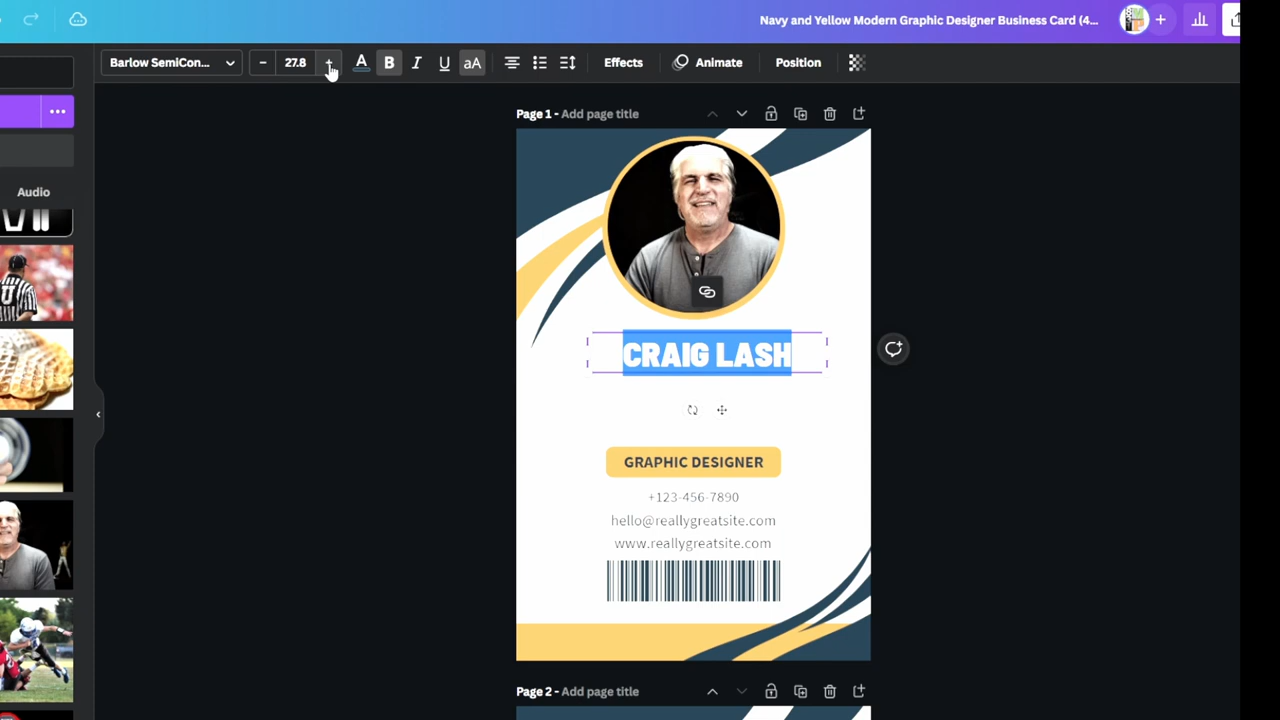 Navy and Yellow Modern Graphic Designer Business Card (4...
Barlow SemiCon...
27.8
A
B
I
U
aA
Effects
Animate
Position
Audio
Page 1 - Add page title
CRAIG LASH
GRAPHIC DESIGNER
+123-456-7890
hello@reallygreatsite.com
www.reallygreatsite.com
Page 2 - Add page title